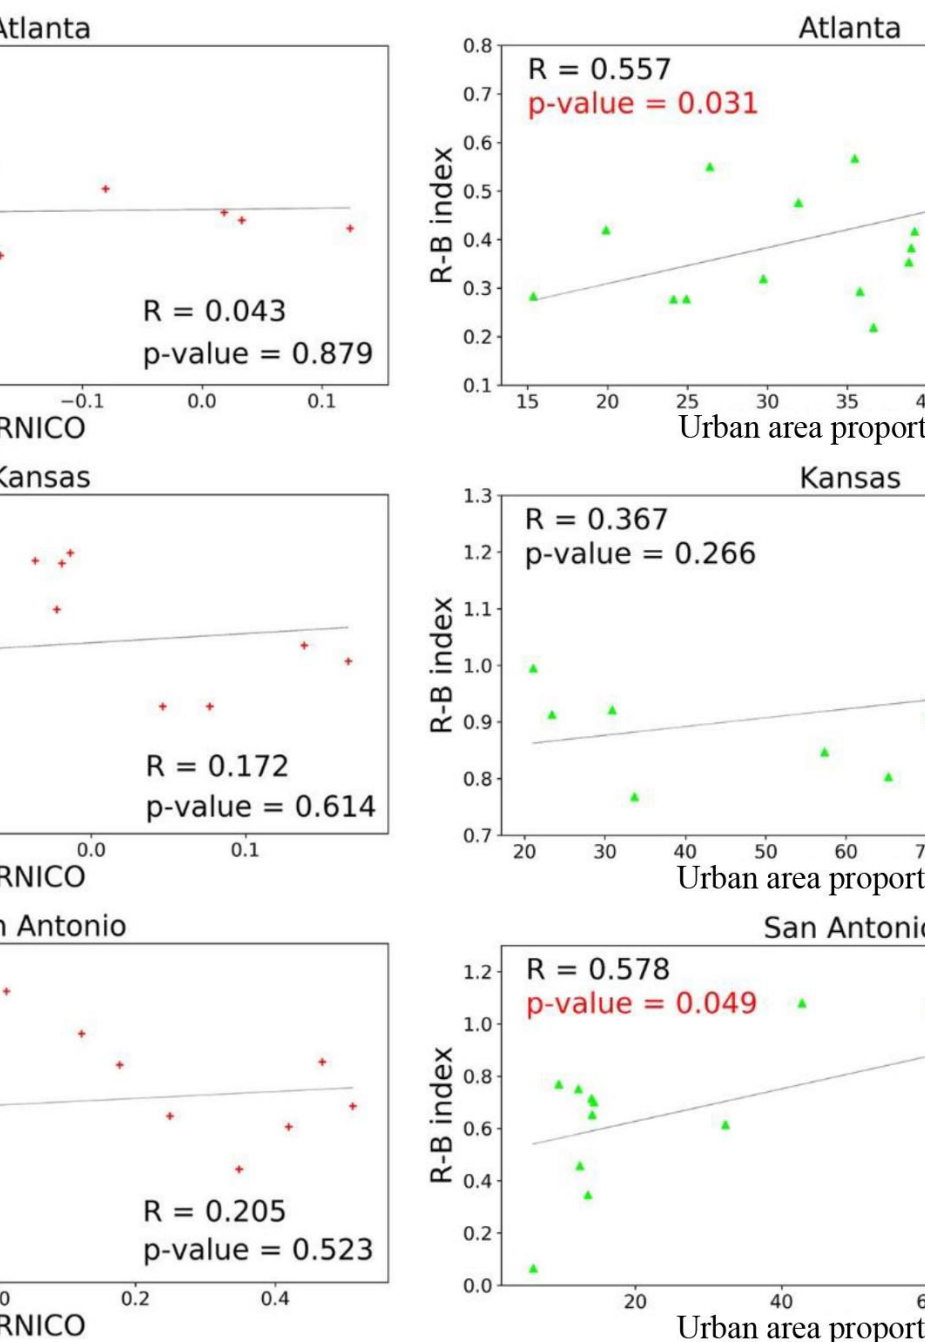 Atlanta
R = 0.043
p-value = 0.879
−0.1 0.0 0.1
RNICO
Atlanta
R = 0.557
p-value = 0.031
R-B index
0.8
0.7
0.6
0.5
0.4
0.3
0.2
0.1
15 20 25 30 35 4
Urban area proport
Kansas
R = 0.172
p-value = 0.614
0.0 0.1
RNICO
Kansas
R = 0.367
p-value = 0.266
R-B index
1.3
1.2
1.1
1.0
0.9
0.8
0.7
20 30 40 50 60 7
Urban area proport
n Antonio
R = 0.205
p-value = 0.523
0 0.2 0.4
RNICO
San Antonio
R = 0.578
p-value = 0.049
R-B index
1.2
1.0
0.8
0.6
0.4
0.2
0.0
20 40 6
Urban area proport